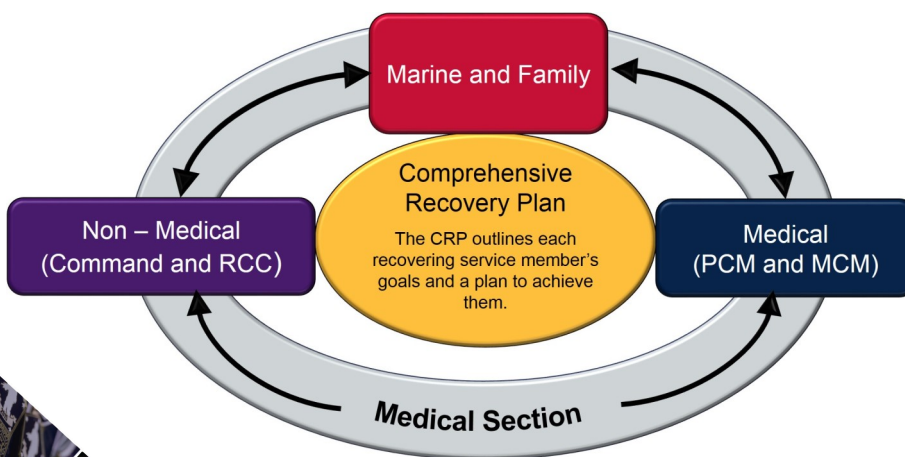 Marine and Family
Comprehensive
Recovery Plan
The CRP outlines each
recovering service member's
goals and a plan to achieve
them.
Non – Medical
(Command and RCC)
Medical
(PCM and MCM)
Medical Section